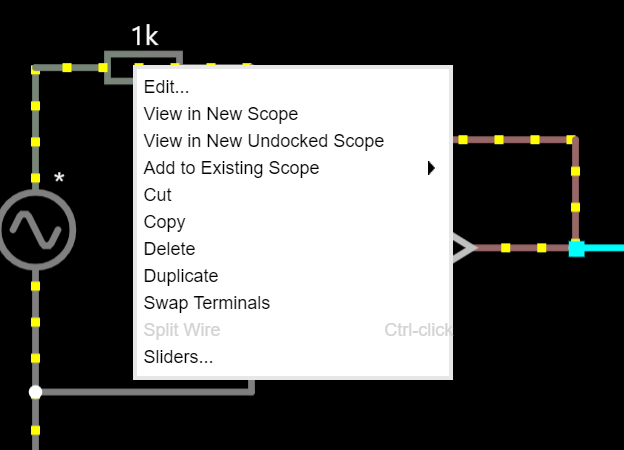 1k
*
Edit...
View in New Scope
View in New Undocked Scope
Add to Existing Scope
Cut
Copy
Delete
Duplicate
Swap Terminals
Split Wire Ctrl-click
Sliders...